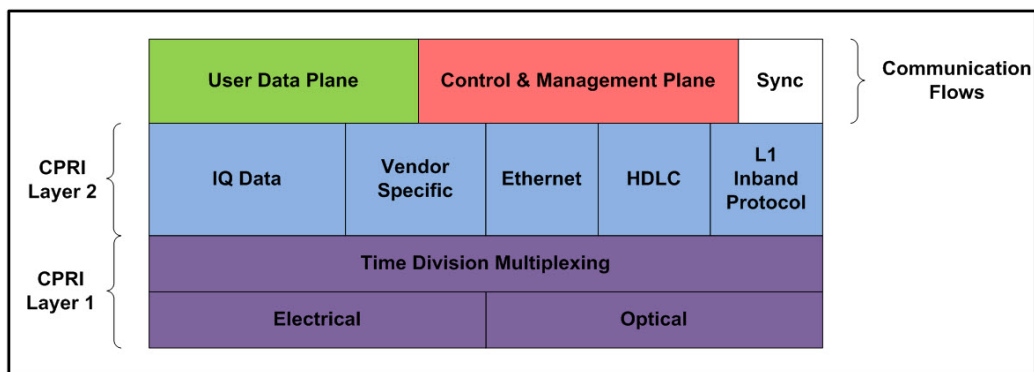 User Data Plane
Control & Management Plane
Sync
Communication
Flows
CPRI
Layer 2
IQ Data
Vendor
Specific
Ethernet
HDLC
L1
Inband
Protocol
CPRI
Layer 1
Time Division Multiplexing
Electrical
Optical